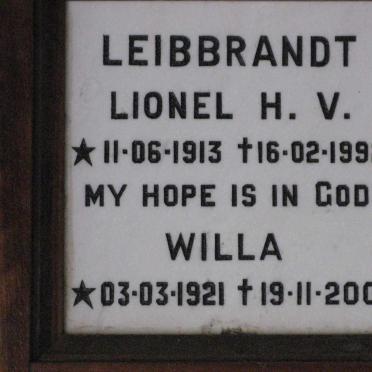 LEIBBRANDT
LIONEL H. V.
★ 11·06·1913 †16·02·199
MY HOPE IS IN GOD
WILLA
★ 03·03·1921 † 19·11·200